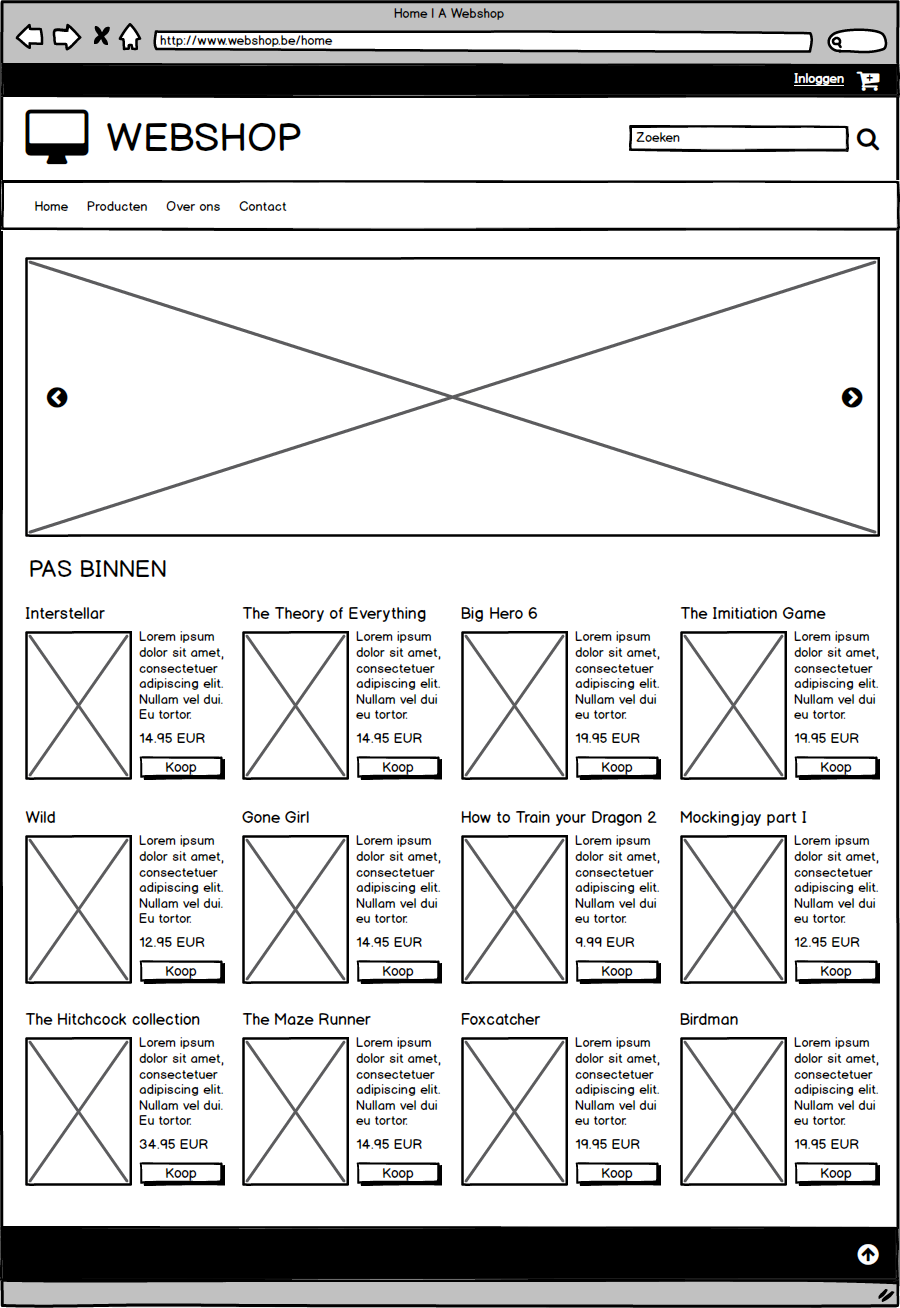 Home | A Webshop
http://www.webshop.be/home
Inloggen
WEBSHOP
Zoeken
Home Producten Over ons Contact
PAS BINNEN
Interstellar
Lorem ipsum
dolor sit amet,
consectetuer
adipiscing elit.
Nullam vel dui.
Eu tortor.
14.95 EUR
Koop
The Theory of Everything
Lorem ipsum
dolor sit amet,
consectetuer
adipiscing elit.
Nullam vel dui
eu tortor.
14.95 EUR
Koop
Big Hero 6
Lorem ipsum
dolor sit amet,
consectetuer
adipiscing elit.
Nullam vel dui
eu tortor.
19.95 EUR
Koop
The Imitiation Game
Lorem ipsum
dolor sit amet,
consectetuer
adipiscing elit.
Nullam vel dui
eu tortor.
19.95 EUR
Koop
Wild
Lorem ipsum
dolor sit amet,
consectetuer
adipiscing elit.
Nullam vel dui.
Eu tortor.
12.95 EUR
Koop
Gone Girl
Lorem ipsum
dolor sit amet,
consectetuer
adipiscing elit.
Nullam vel dui
eu tortor.
14.95 EUR
Koop
How to Train your Dragon 2
Lorem ipsum
dolor sit amet,
consectetuer
adipiscing elit.
Nullam vel dui
eu tortor.
9.99 EUR
Koop
Mockingjay part I
Lorem ipsum
dolor sit amet,
consectetuer
adipiscing elit.
Nullam vel dui
eu tortor.
12.95 EUR
Koop
The Hitchcock collection
Lorem ipsum
dolor sit amet,
consectetuer
adipiscing elit.
Nullam vel dui.
Eu tortor.
34.95 EUR
Koop
The Maze Runner
Lorem ipsum
dolor sit amet,
consectetuer
adipiscing elit.
Nullam vel dui
eu tortor.
14.95 EUR
Koop
Foxcatcher
Lorem ipsum
dolor sit amet,
consectetuer
adipiscing elit.
Nullam vel dui
eu tortor.
19.95 EUR
Koop
Birdman
Lorem ipsum
dolor sit amet,
consectetuer
adipiscing elit.
Nullam vel dui
eu tortor.
19.95 EUR
Koop